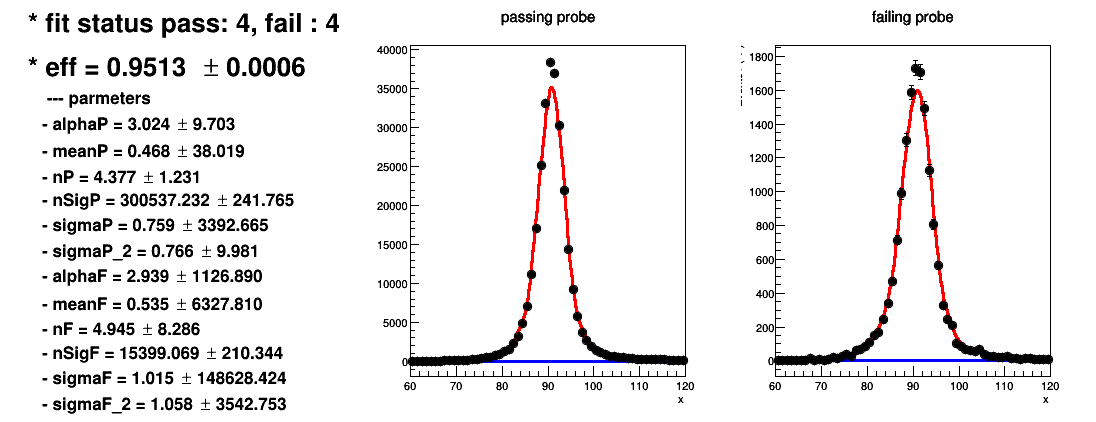 * fit status pass: 4, fail : 4
* eff = 0.9513 ± 0.0006
--- parmeters
- alphaP = 3.024 ± 9.703
- meanP = 0.468 ± 38.019
- nP = 4.377 ± 1.231
- nSigP = 300537.232 ± 241.765
- sigmaP = 0.759 ± 3392.665
- sigmaP_2 = 0.766 ± 9.981
- alphaF = 2.939 ± 1126.890
- meanF = 0.535 ± 6327.810
- nF = 4.945 ± 8.286
- nSigF = 15399.069 ± 210.344
- sigmaF = 1.015 ± 148628.424
- sigmaF_2 = 1.058 ± 3542.753
passing probe
40000
35000
30000
25000
20000
15000
10000
5000
0
60 70 80 90 100 110 120
x
failing probe
1800
1600
1400
1200
1000
800
600
400
200
0
60 70 80 90 100 110 120
x